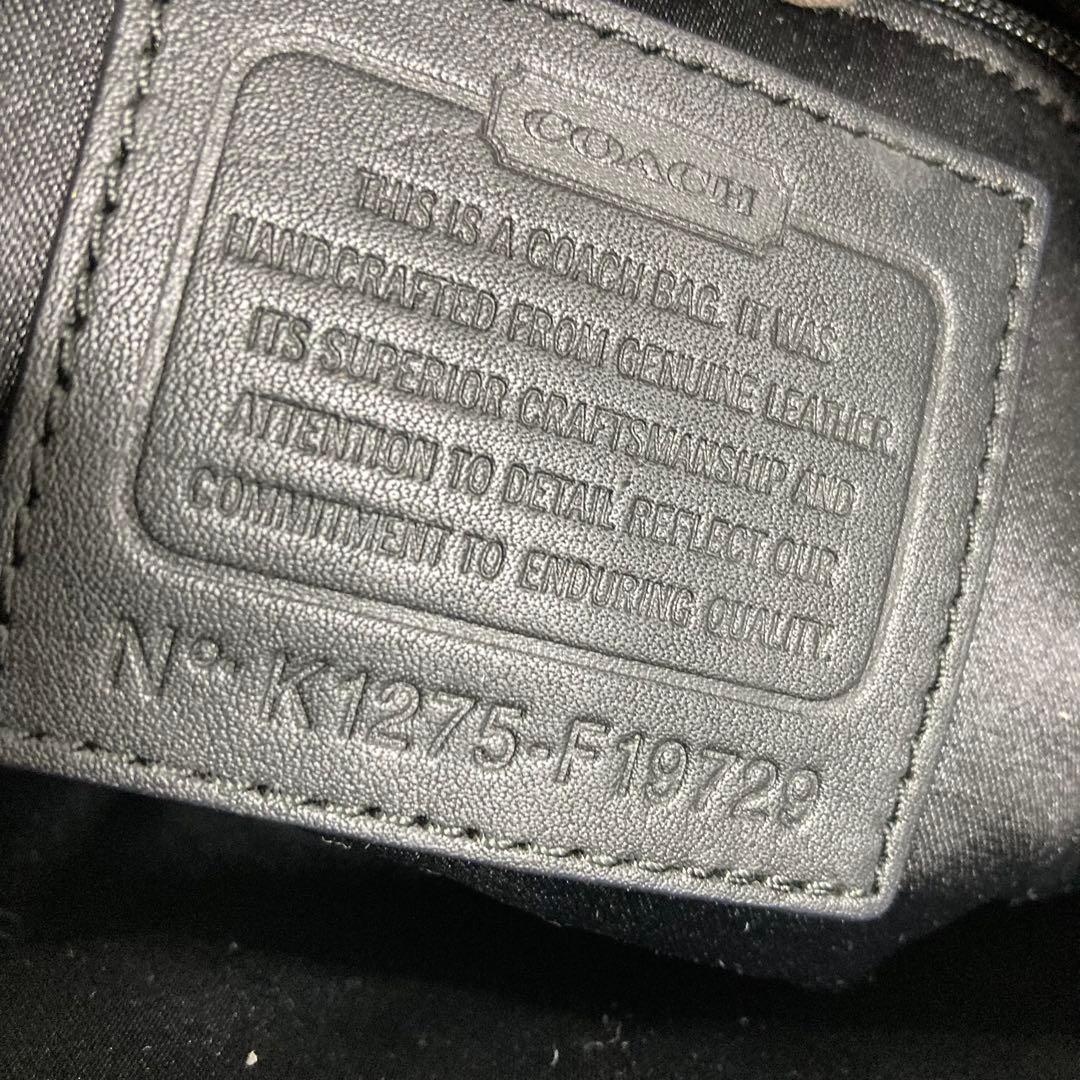 COACH
THIS IS A COACH BAG. IT WAS
HANDCRAFTED FROM GENUINE LEATHER.
ITS SUPERIOR CRAFTSMANSHIP AND
ATTENTION TO DETAIL REFLECT OUR
COMMITMENT TO ENDURING QUALITY.
Nº K1275-F19729